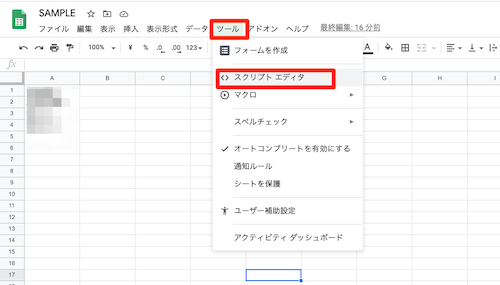 SAMPLE
ファイル 編集 表示 挿入 表示形式 データ ツール アドオン ヘルプ 最終編集: 16 分前
100% ¥ % .0 .00 A
fx
フォームを作成
スクリプト エディタ
マクロ
スペルチェック
オートコンプリートを有効にする
通知ルール
シートを保護
ユーザー補助設定
アクティビティ ダッシュボード
A B C D G H I
1
2
3
4
5
6
7
8
9
10
11
12
13
14
15
16
17